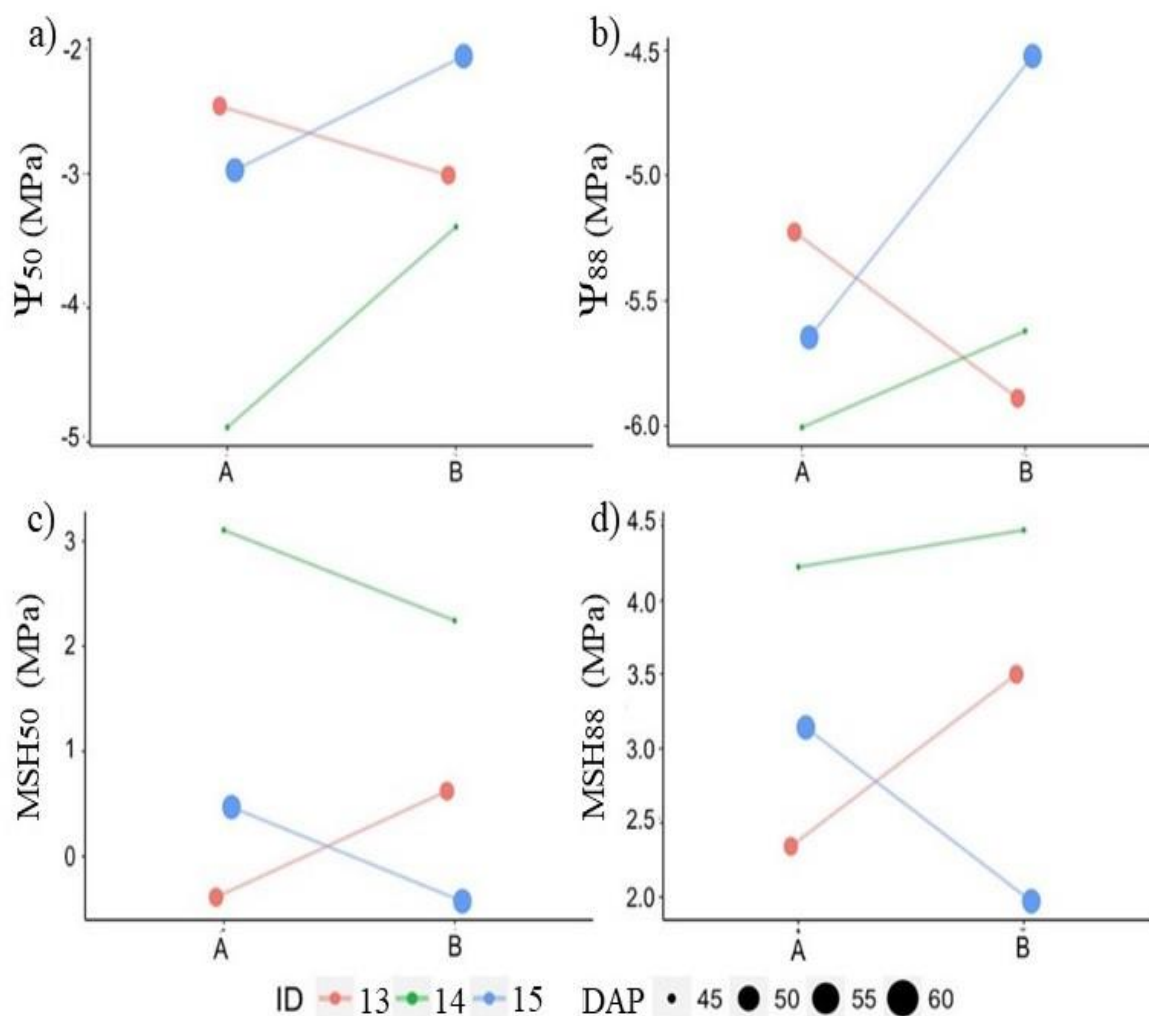 a)
Ψ50 (MPa)
-2
-3
-4
-5
A B
b)
Ψ88 (MPa)
-4.5
-5.0
-5.5
-6.0
A B
c)
MSH50 (MPa)
3
2
1
0
A B
d)
MSH88 (MPa)
4.5
4.0
3.5
3.0
2.5
2.0
A B
ID 13 14 15 DAP 45 50 55 60